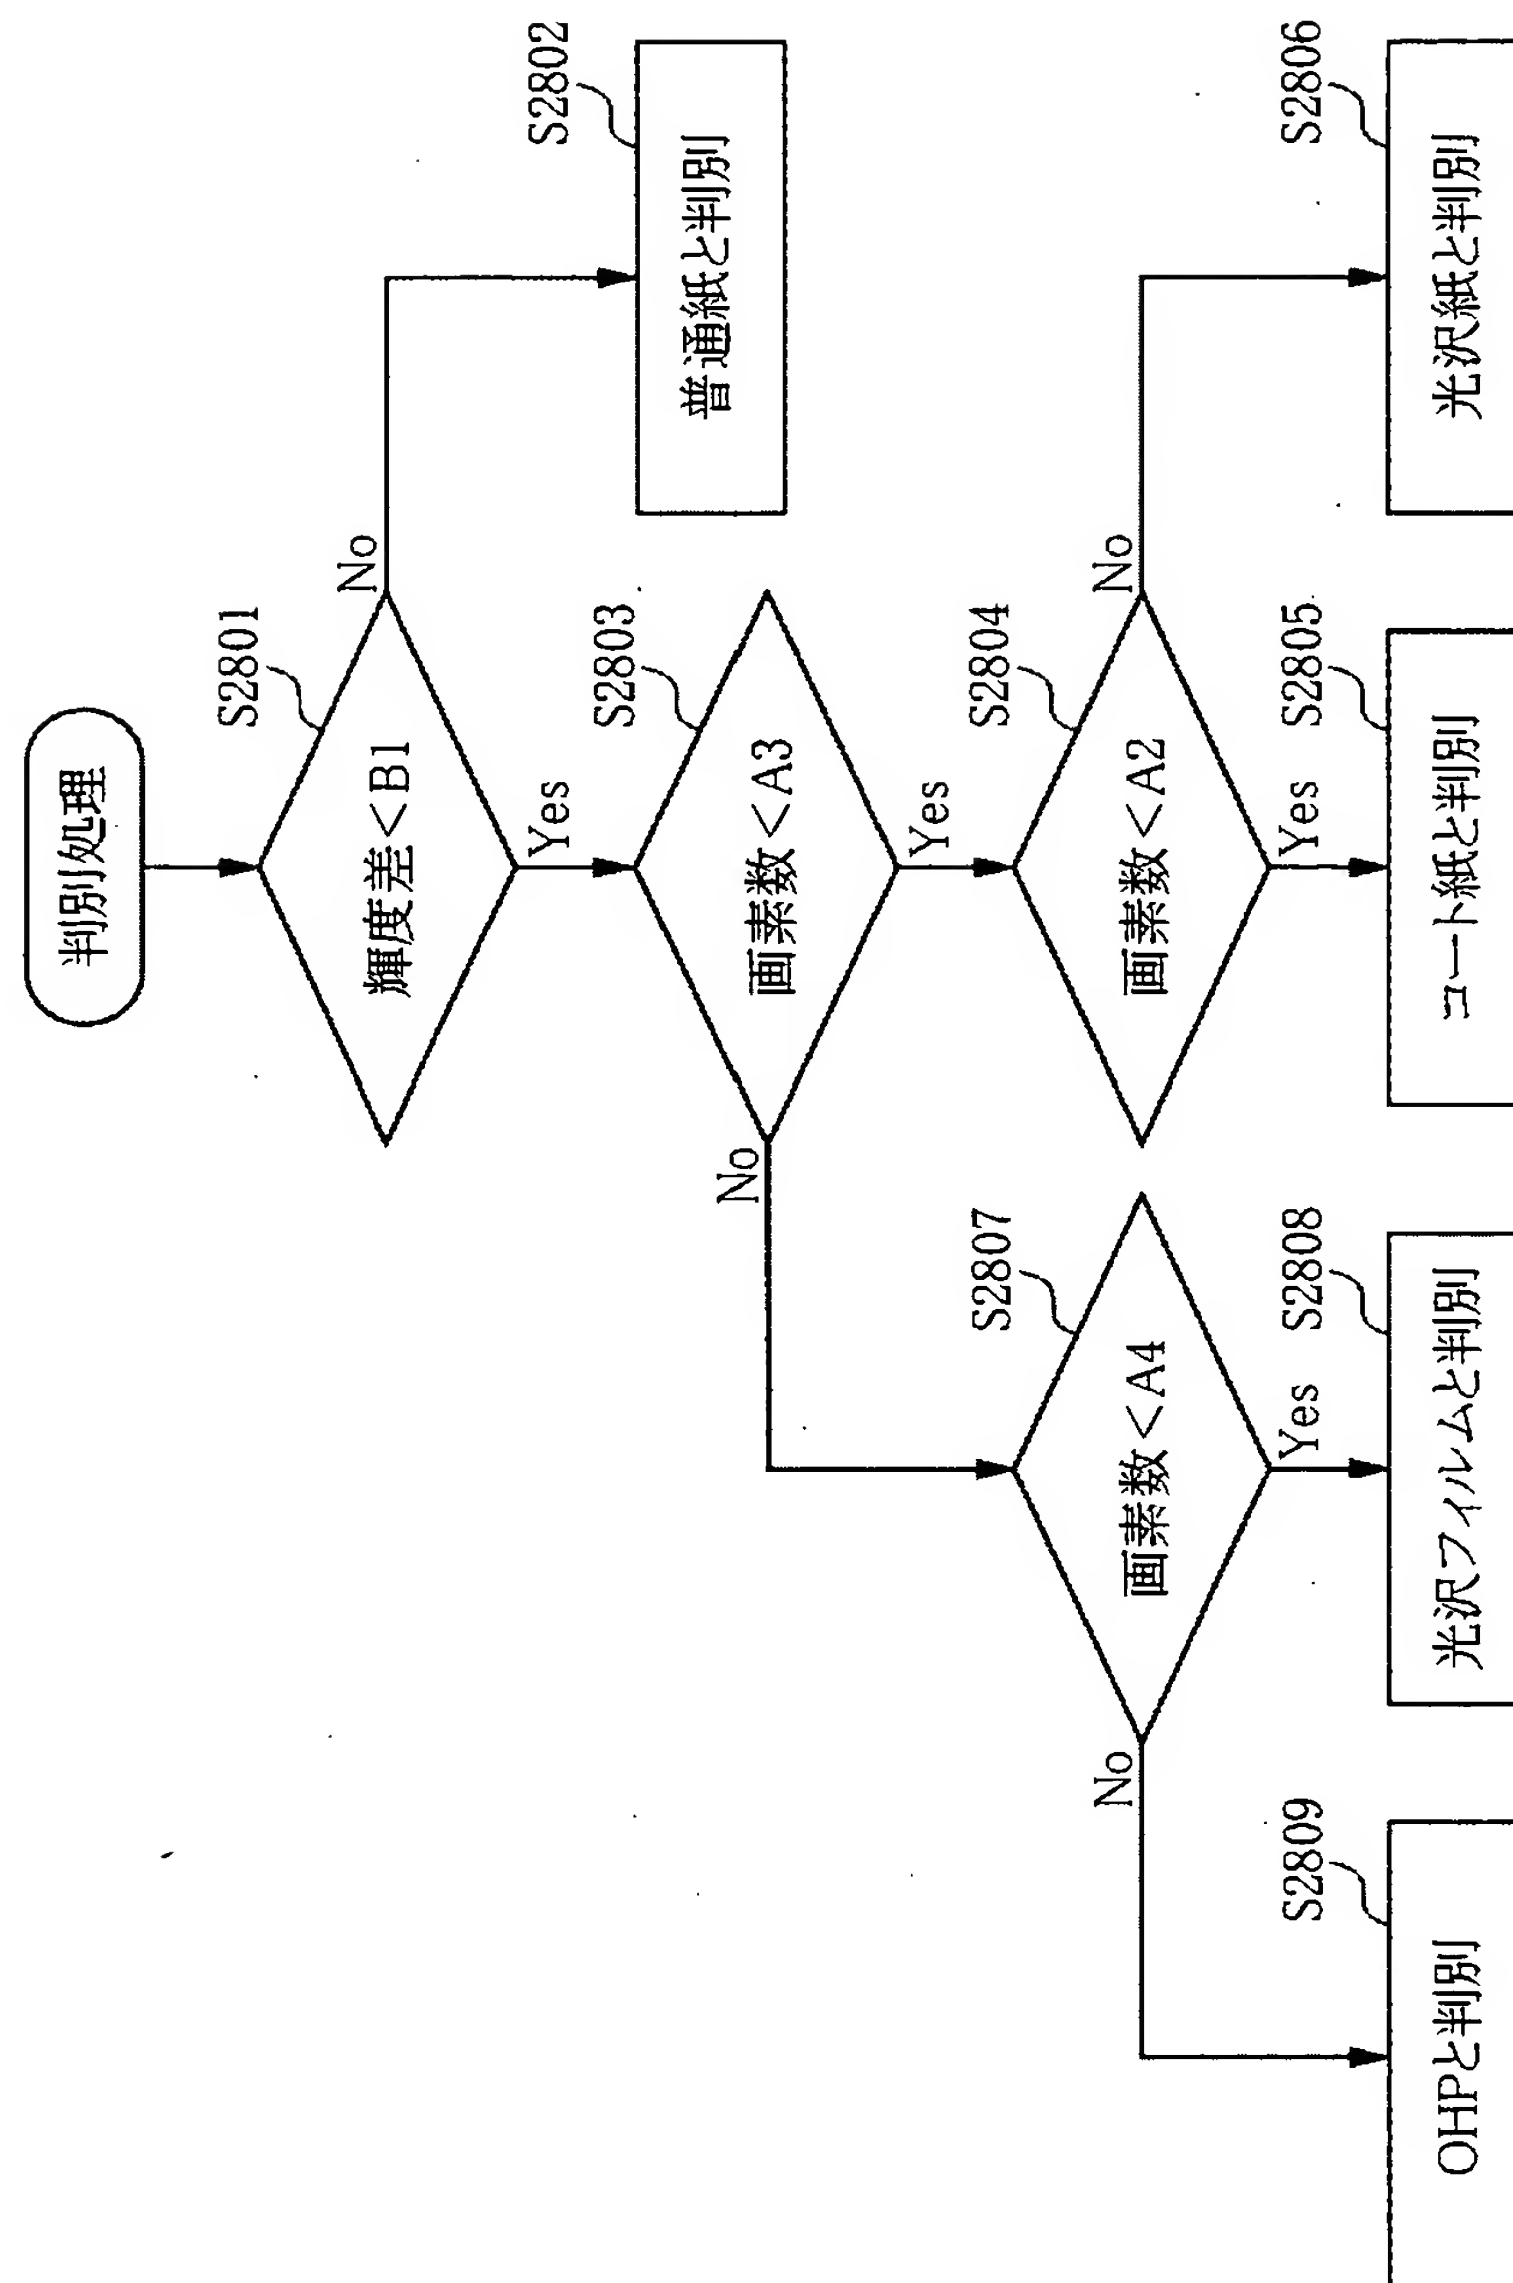 判別処理
S2801
輝度差<B1
No
Yes
S2802
普通紙と判別
S2803
画素数<A3
No
Yes
S2804
画素数<A2
No
Yes
S2805
コート紙と判別
S2806
光沢紙と判別
S2807
画素数<A4
No
Yes
S2808
光沢フィルムと判別
S2809
OHPと判別